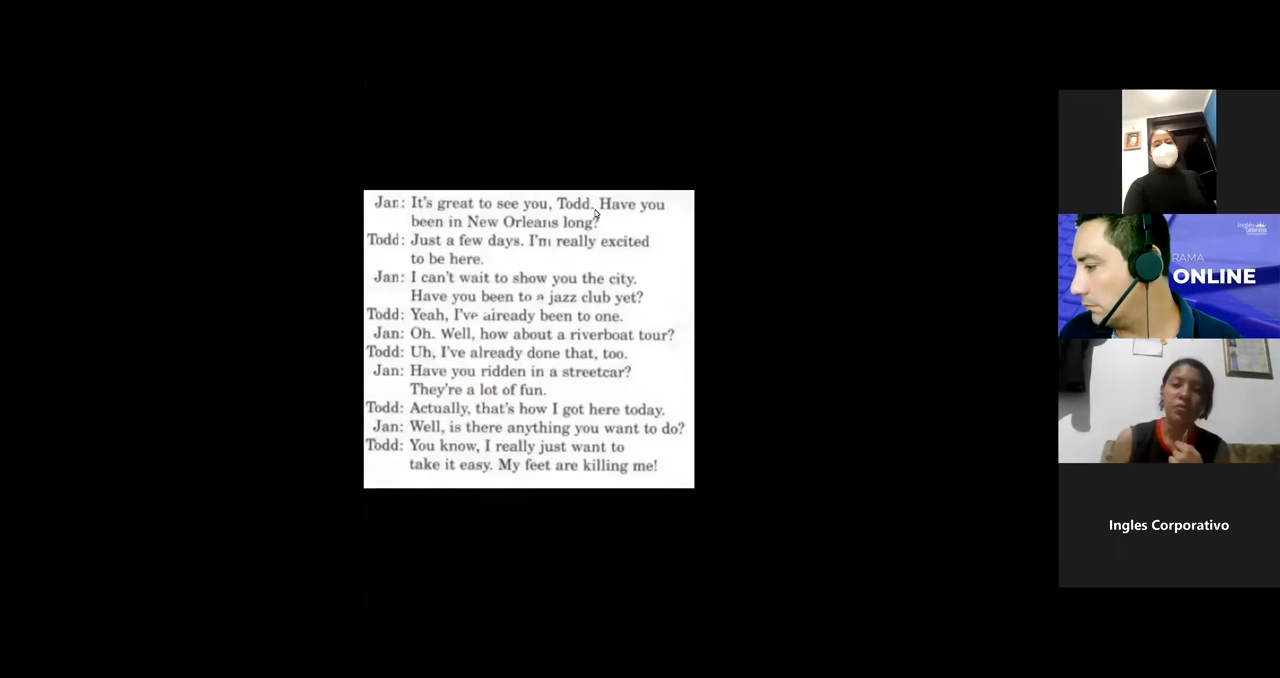 Jan: It's great to see you, Todd. Have you
been in New Orleans long?
Todd: Just a few days. I'm really excited
to be here.
Jan: I can't wait to show you the city.
Have you been to a jazz club yet?
Todd: Yeah, I've already been to one.
Jan: Oh. Well, how about a riverboat tour?
Todd: Uh, I've already done that, too.
Jan: Have you ridden in a streetcar?
They're a lot of fun.
Todd: Actually, that's how I got here today.
Jan: Well, is there anything you want to do?
Todd: You know, I really just want to
take it easy. My feet are killing me!
Inglés
RAMA
ONLINE
Ingles Corporativo